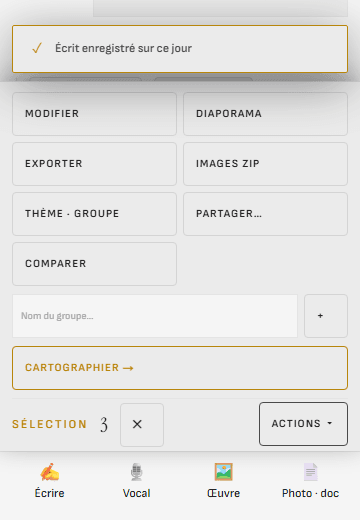 ✓ Écrit enregistré sur ce jour
MODIFIER
DIAPORAMA
EXPORTER
IMAGES ZIP
THÈME · GROUPE
PARTAGER…
COMPARER
Nom du groupe…
+
CARTOGRAPHIER →
SÉLECTION 3 ✕
ACTIONS
Écrire
Vocal
Œuvre
Photo · doc